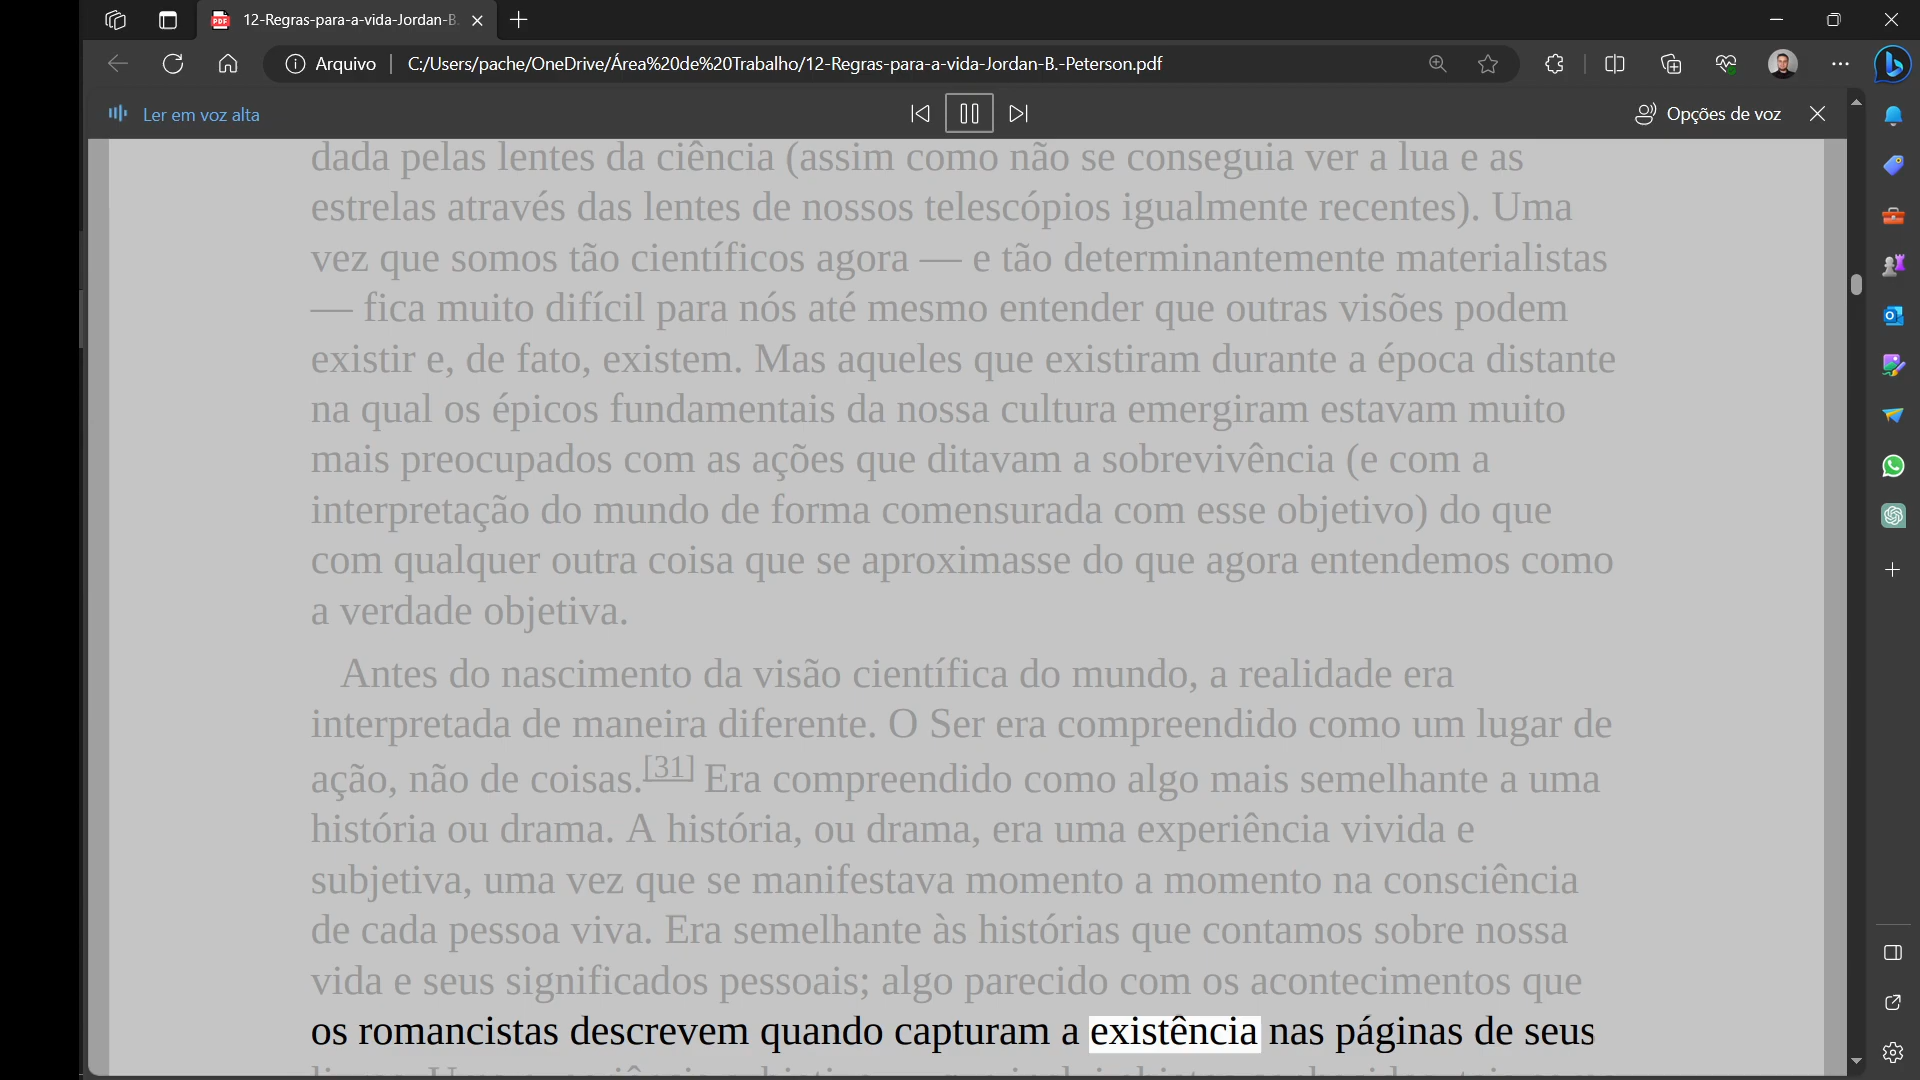 12-Regras-para-a-vida-Jordan-B.
Arquivo
C:/Users/pache/OneDrive/Área%20de%20Trabalho/12-Regras-para-a-vida-Jordan-B.-Peterson.pdf
Ler em voz alta
Opções de voz
dada pelas lentes da ciência (assim como não se conseguia ver a lua e as
estrelas através das lentes de nossos telescópios igualmente recentes). Uma
vez que somos tão científicos agora — e tão determinantemente materialistas
— fica muito difícil para nós até mesmo entender que outras visões podem
existir e, de fato, existem. Mas aqueles que existiram durante a época distante
na qual os épicos fundamentais da nossa cultura emergiram estavam muito
mais preocupados com as ações que ditavam a sobrevivência (e com a
interpretação do mundo de forma comensurada com esse objetivo) do que
com qualquer outra coisa que se aproximasse do que agora entendemos como
a verdade objetiva.
Antes do nascimento da visão científica do mundo, a realidade era
interpretada de maneira diferente. O Ser era compreendido como um lugar de
ação, não de coisas.[31] Era compreendido como algo mais semelhante a uma
história ou drama. A história, ou drama, era uma experiência vivida e
subjetiva, uma vez que se manifestava momento a momento na consciência
de cada pessoa viva. Era semelhante às histórias que contamos sobre nossa
vida e seus significados pessoais; algo parecido com os acontecimentos que
os romancistas descrevem quando capturam a existência nas páginas de seus